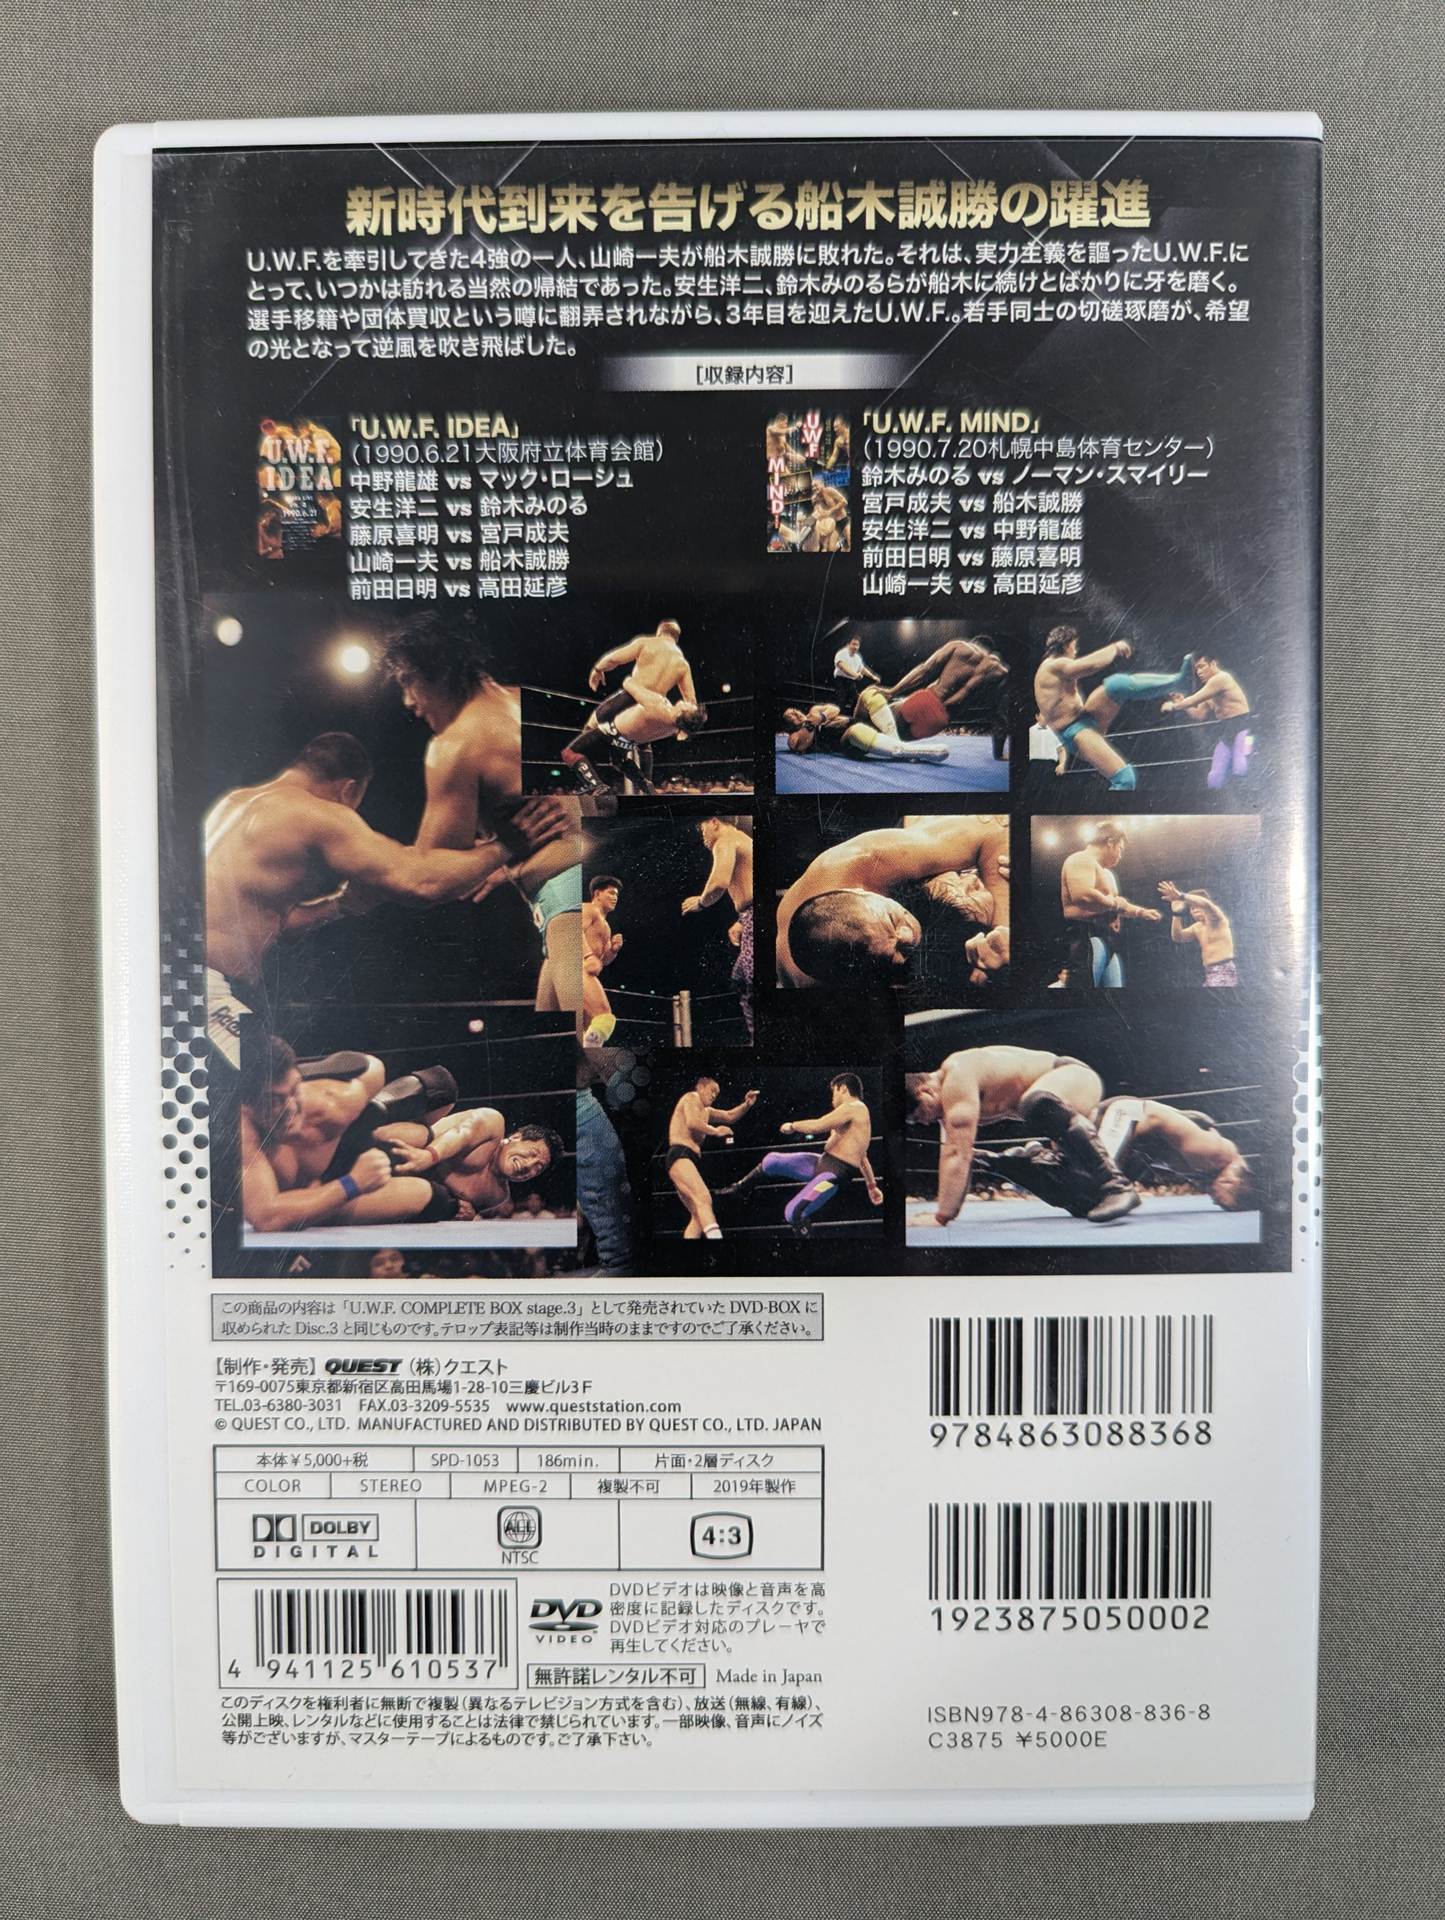 新時代到来を告げる船木誠勝の躍進
U.W.F.を牽引してきた4強の一人、山崎一夫が船木誠勝に敗れた。それは、実力主義を謳ったU.W.F.に
とって、いつかは訪れる当然の帰結であった。安生洋二、鈴木みのるらが船木に続けとばかりに牙を磨く。
選手移籍や団体買収という噂に翻弄されながら、3年目を迎えたU.W.F.。若手同士の切磋琢磨が、希望
の光となって逆風を吹き飛ばした。
[収録内容]
U.W.F.
IDEA
1990.6.21
「U.W.F. IDEA」
(1990.6.21大阪府立体育会館)
中野龍雄 vs マック・ローシュ
安生洋二 vs 鈴木みのる
藤原喜明 vs 宮戸成夫
山崎一夫 vs 船木誠勝
前田日明 vs 高田延彦
U.W.F
MIND
「U.W.F. MIND」
(1990.7.20札幌中島体育センター)
鈴木みのる vs ノーマン・スマイリー
宮戸成夫 vs 船木誠勝
安生洋二 vs 中野龍雄
前田日明 vs 藤原喜明
山崎一夫 vs 高田延彦
この商品の内容は「U.W.F. COMPLETE BOX stage.3」として発売されていた DVD-BOX に
収められた Disc.3 と同じものです。テロップ表記等は制作当時のままですのでご了承ください。
【制作・発売】QUEST (株)クエスト
〒169-0075東京都新宿区高田馬場1-28-10三慶ビル3F
TEL.03-6380-3031 FAX.03-3209-5535 www.queststation.com
© QUEST CO., LTD. MANUFACTURED AND DISTRIBUTED BY QUEST CO., LTD. JAPAN
本体￥5,000+税 SPD-1053 186min. 片面・2層ディスク
COLOR STEREO MPEG-2 複製不可 2019年製作
DOLBY
DIGITAL
ALL
NTSC
4:3
4 941125 610537
DVD
VIDEO
DVDビデオは映像と音声を高
密度に記録したディスクです。
DVDビデオ対応のプレーヤで
再生してください。
無許諾レンタル不可 Made in Japan
このディスクを権利者に無断で複製(異なるテレビジョン方式を含む)、放送(無線、有線)、
公開上映、レンタルなどに使用することは法律で禁じられています。一部映像、音声にノイズ
等がございますが、マスターテープによるものです。ご了承下さい。
9784863088368
1923875050002
ISBN978-4-86308-836-8
C3875 ￥5000E